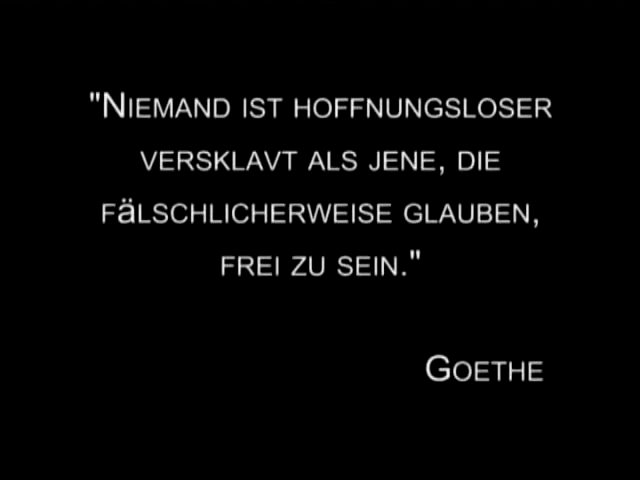 "Niemand ist hoffnungsloser
versklavt als jene, die
fälschlicherweise glauben,
frei zu sein."
Goethe